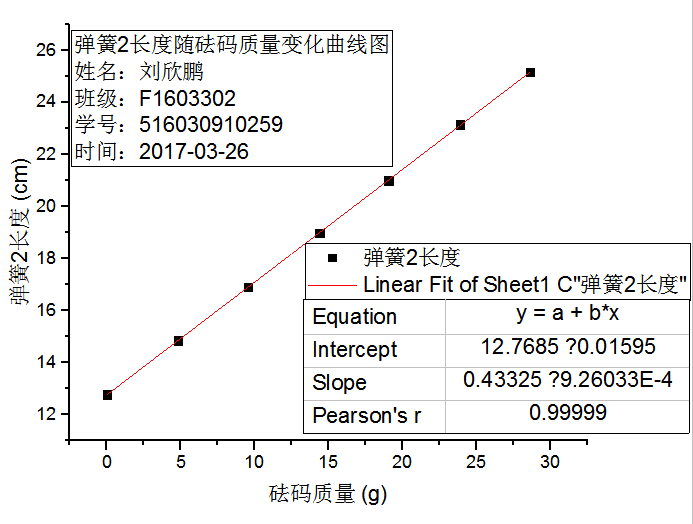 弹簧2长度随砝码质量变化曲线图
姓名：刘欣鹏
班级：F1603302
学号：516030910259
时间：2017-03-26
弹簧2长度 (cm)
26
24
22
20
18
16
14
12
弹簧2长度
Linear Fit of Sheet1 C"弹簧2长度"
Equation y = a + b*x
Intercept 12.7685 ?0.01595
Slope 0.43325 ?9.26033E-4
Pearson's r 0.99999
0 5 10 15 20 25 30
砝码质量 (g)